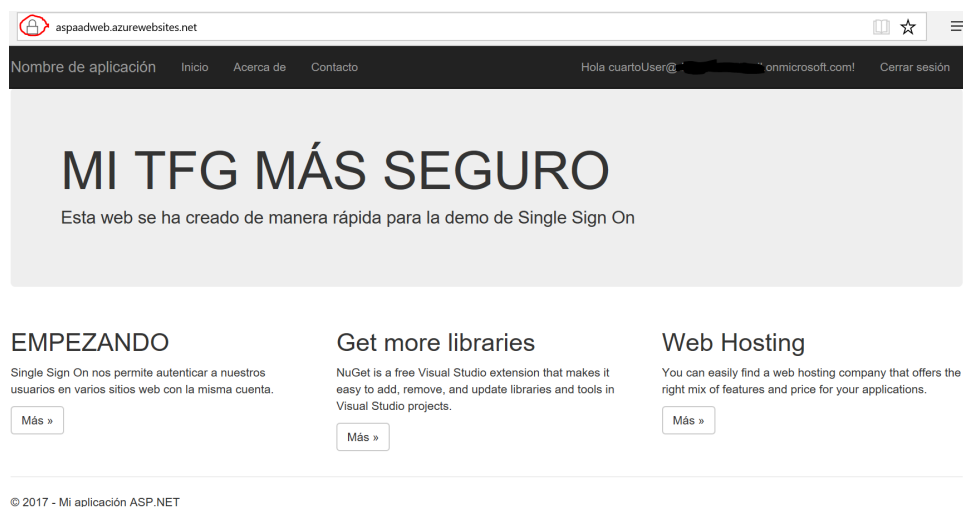 aspaadweb.azurewebsites.net
Nombre de aplicación Inicio Acerca de Contacto Hola cuartoUser@ onmicrosoft.com! Cerrar sesión
MI TFG MÁS SEGURO
Esta web se ha creado de manera rápida para la demo de Single Sign On
EMPEZANDO
Single Sign On nos permite autenticar a nuestros
usuarios en varios sitios web con la misma cuenta.
Más »
Get more libraries
NuGet is a free Visual Studio extension that makes it
easy to add, remove, and update libraries and tools in
Visual Studio projects.
Más »
Web Hosting
You can easily find a web hosting company that offers the
right mix of features and price for your applications.
Más »
© 2017 - Mi aplicación ASP.NET